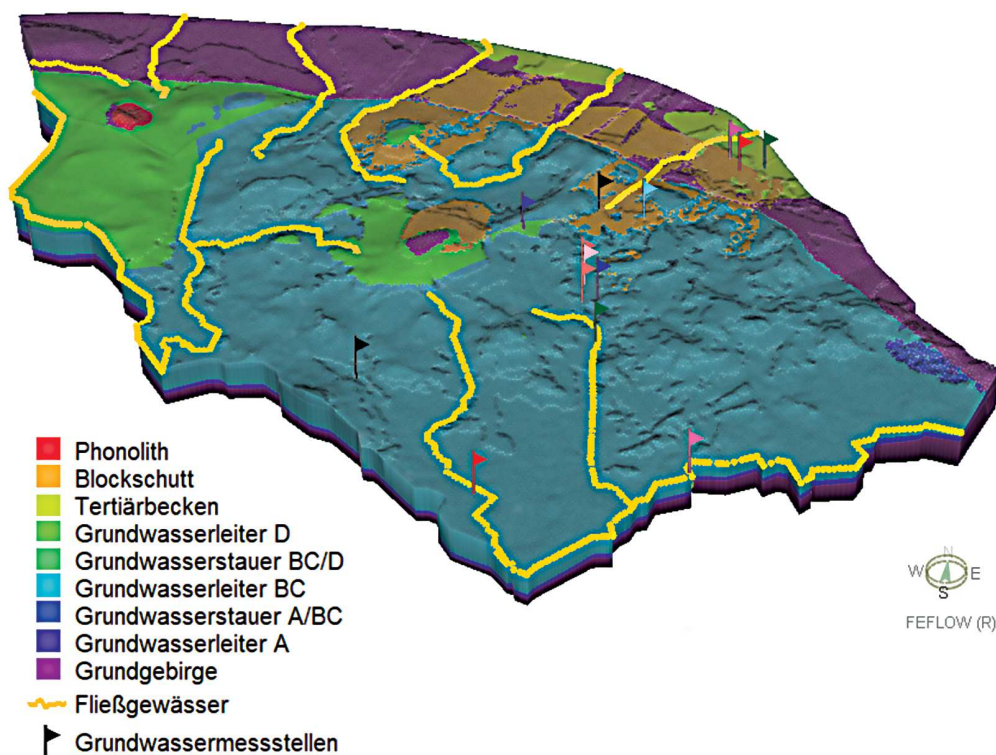 Phonolith
Blockschutt
Tertiärbecken
Grundwasserleiter D
Grundwasserstauer BC/D
Grundwasserleiter BC
Grundwasserstauer A/BC
Grundwasserleiter A
Grundgebirge
Fließgewässer
Grundwassermessstellen
N
W E
S
FEFLOW (R)